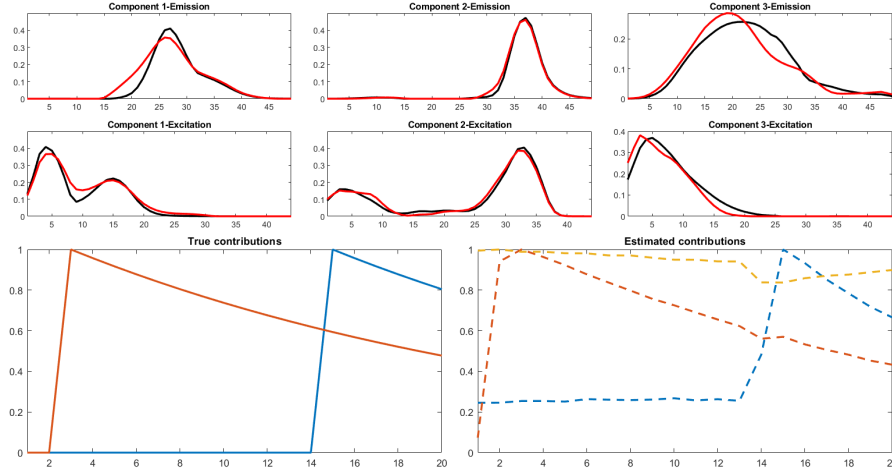 Component 1-Emission
Component 2-Emission
Component 3-Emission
0.4
0.3
0.2
0.1
0
5 10 15 20 25 30 35 40 45
0.4
0.3
0.2
0.1
0
5 10 15 20 25 30 35 40 45
0.2
0.1
0
5 10 15 20 25 30 35 40 45
Component 1-Excitation
Component 2-Excitation
Component 3-Excitation
0.4
0.3
0.2
0.1
0
5 10 15 20 25 30 35 40
0.4
0.3
0.2
0.1
0
5 10 15 20 25 30 35 40
0.4
0.3
0.2
0.1
0
5 10 15 20 25 30 35 40
True contributions
1
0.8
0.6
0.4
0.2
0
2 4 6 8 10 12 14 16 18 20
Estimated contributions
1
0.8
0.6
0.4
0.2
0
2 4 6 8 10 12 14 16 18